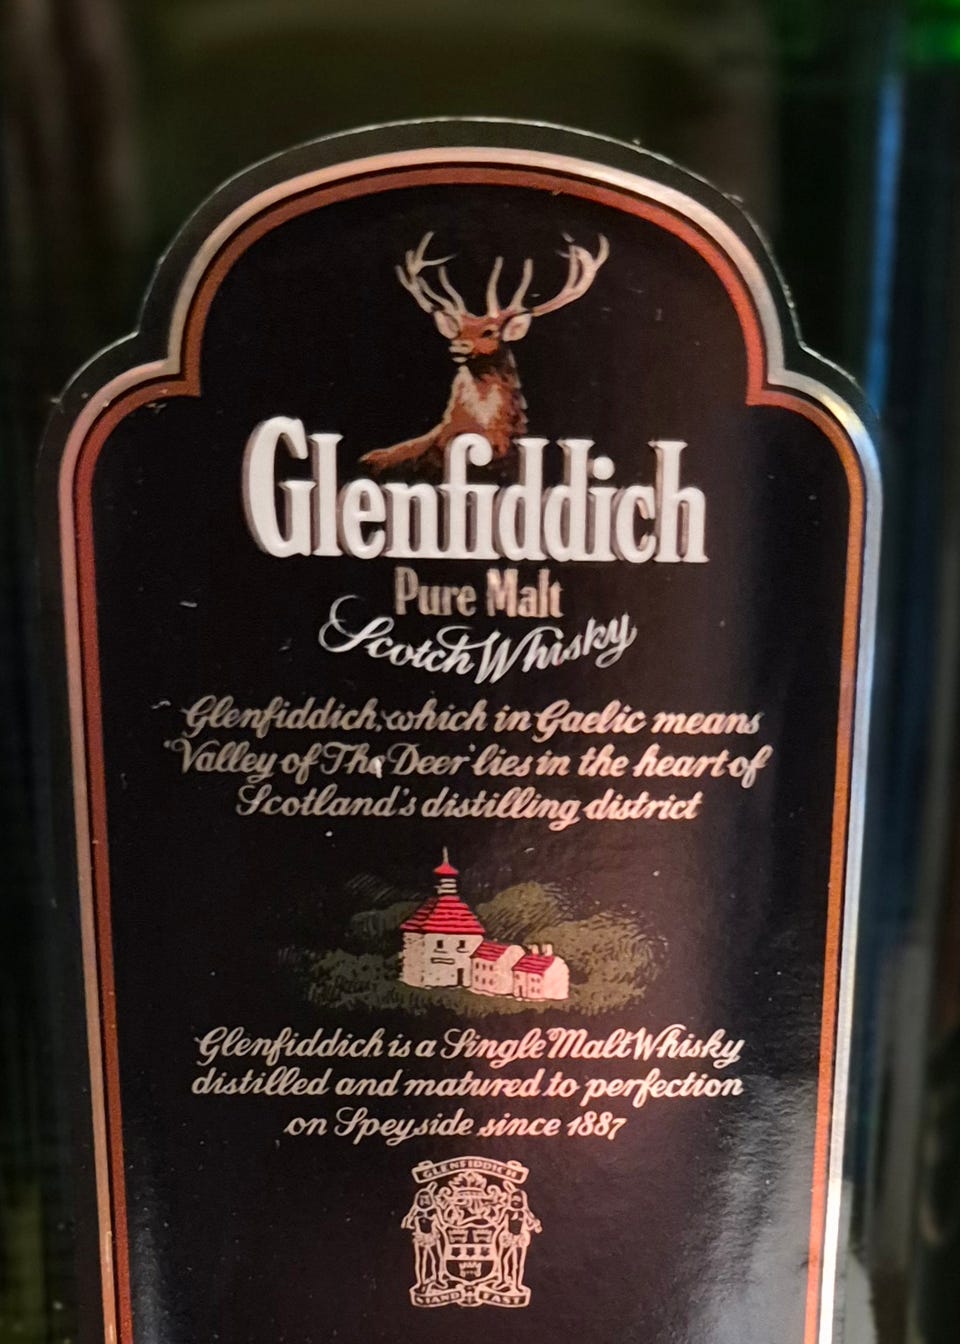 Glenfiddich
Pure Malt
Scotch Whisky
Glenfiddich, which in Gaelic means
'Valley of The Deer' lies in the heart of
Scotland's distilling district
Glenfiddich is a Single Malt Whisky
distilled and matured to perfection
on Speyside since 1887
GLENFIDDICH
STAND FAST